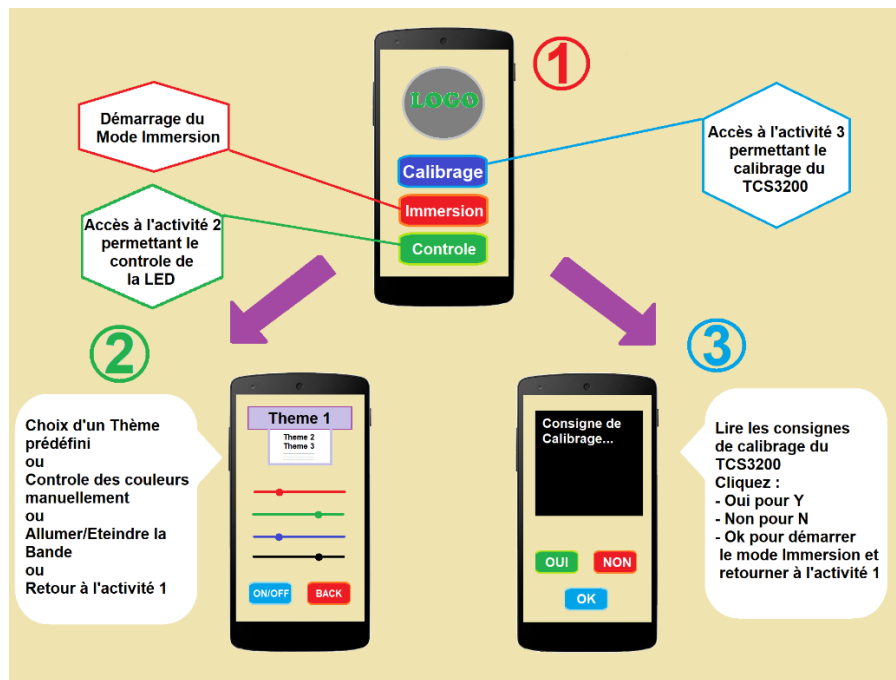 ①
LOGO
Démarrage du
Mode Immersion
Calibrage
Accès à l'activité 3
permettant le
calibrage du
TCS3200
Immersion
Accès à l'activité 2
permettant le
controle de
la LED
Controle
②
③
Choix d'un Thème
prédéfini
ou
Controle des couleurs
manuellement
ou
Allumer/Eteindre la
Bande
ou
Retour à l'activité 1
Theme 1
Theme 2
Theme 3
ON/OFF
BACK
Consigne de
Calibrage...
OUI
NON
OK
Lire les consignes
de calibrage du
TCS3200
Cliquez :
- Oui pour Y
- Non pour N
- Ok pour démarrer
le mode Immersion et
retourner à l'activité 1